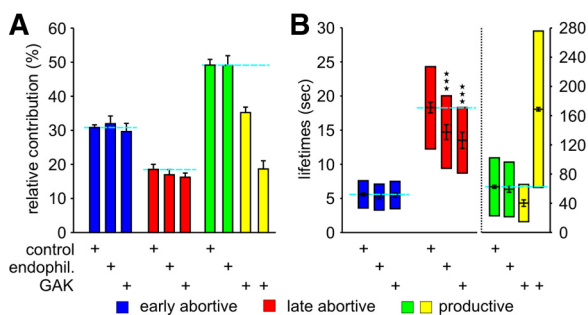 A
B
relative contribution (%)
60
50
40
30
20
10
0
lifetimes (sec)
30
25
20
15
10
5
0
*** ***
280
240
200
160
120
80
40
0
control + + + + +
endophil. + + + + +
GAK + + + + + +
early abortive late abortive productive